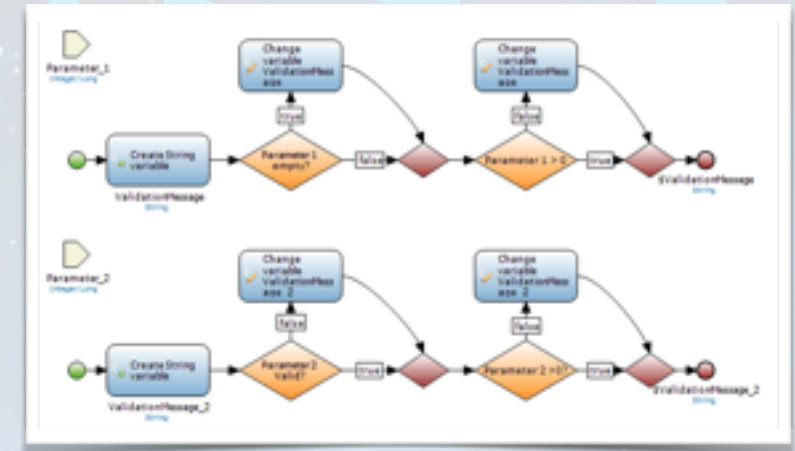 Change
variable
ValidationMess
age
Change
variable
ValidationMess
age
Parameter_1
Integer/Long
true
false
Create String
variable
Parameter 1
empty?
false
Parameter 1 > 0
true
ValidationMessage
String
$ValidationMessage
String
Change
variable
ValidationMess
age_2
Change
variable
ValidationMess
age_2
Parameter_2
Integer/Long
false
false
Create String
variable
Parameter 2
Valid?
true
Parameter 2 >0?
true
ValidationMessage_2
String
$ValidationMessage_2
String